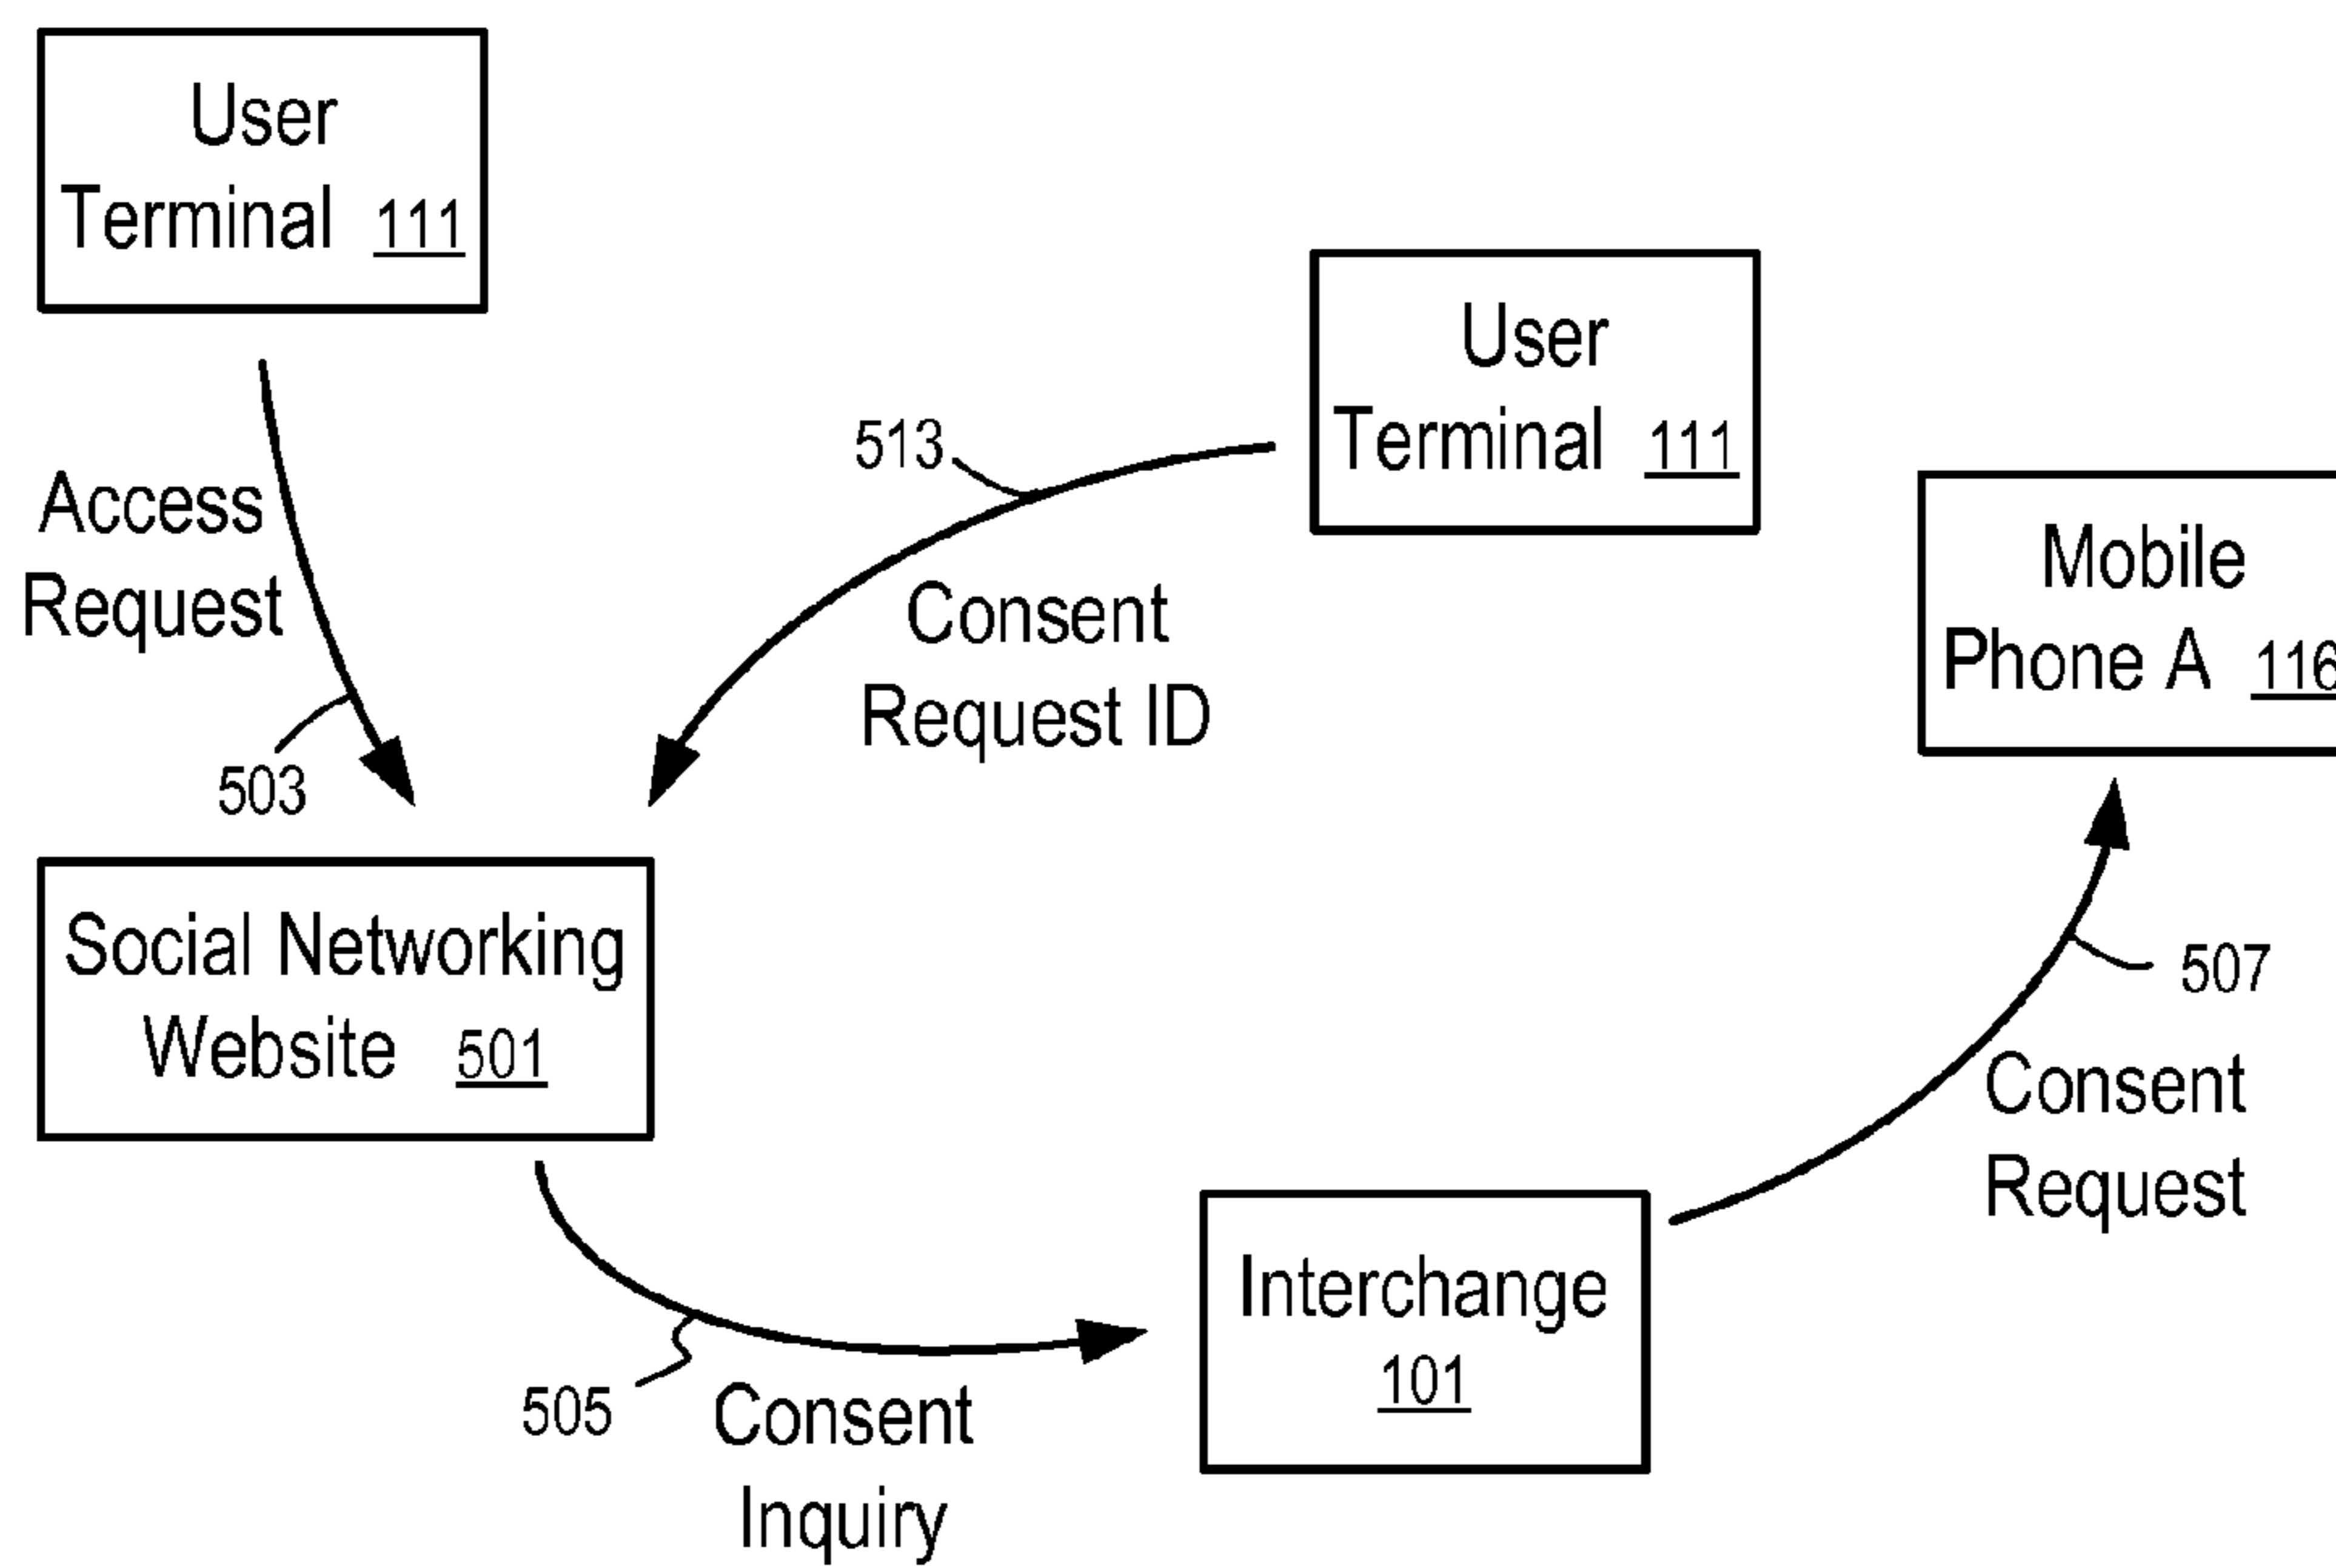 User
Terminal 111
User
Terminal 111
513
Access
Request
Consent
Request ID
Mobile
Phone A 116
503
Social Networking
Website 501
507
Consent
Request
Interchange
101
505
Consent
Inquiry